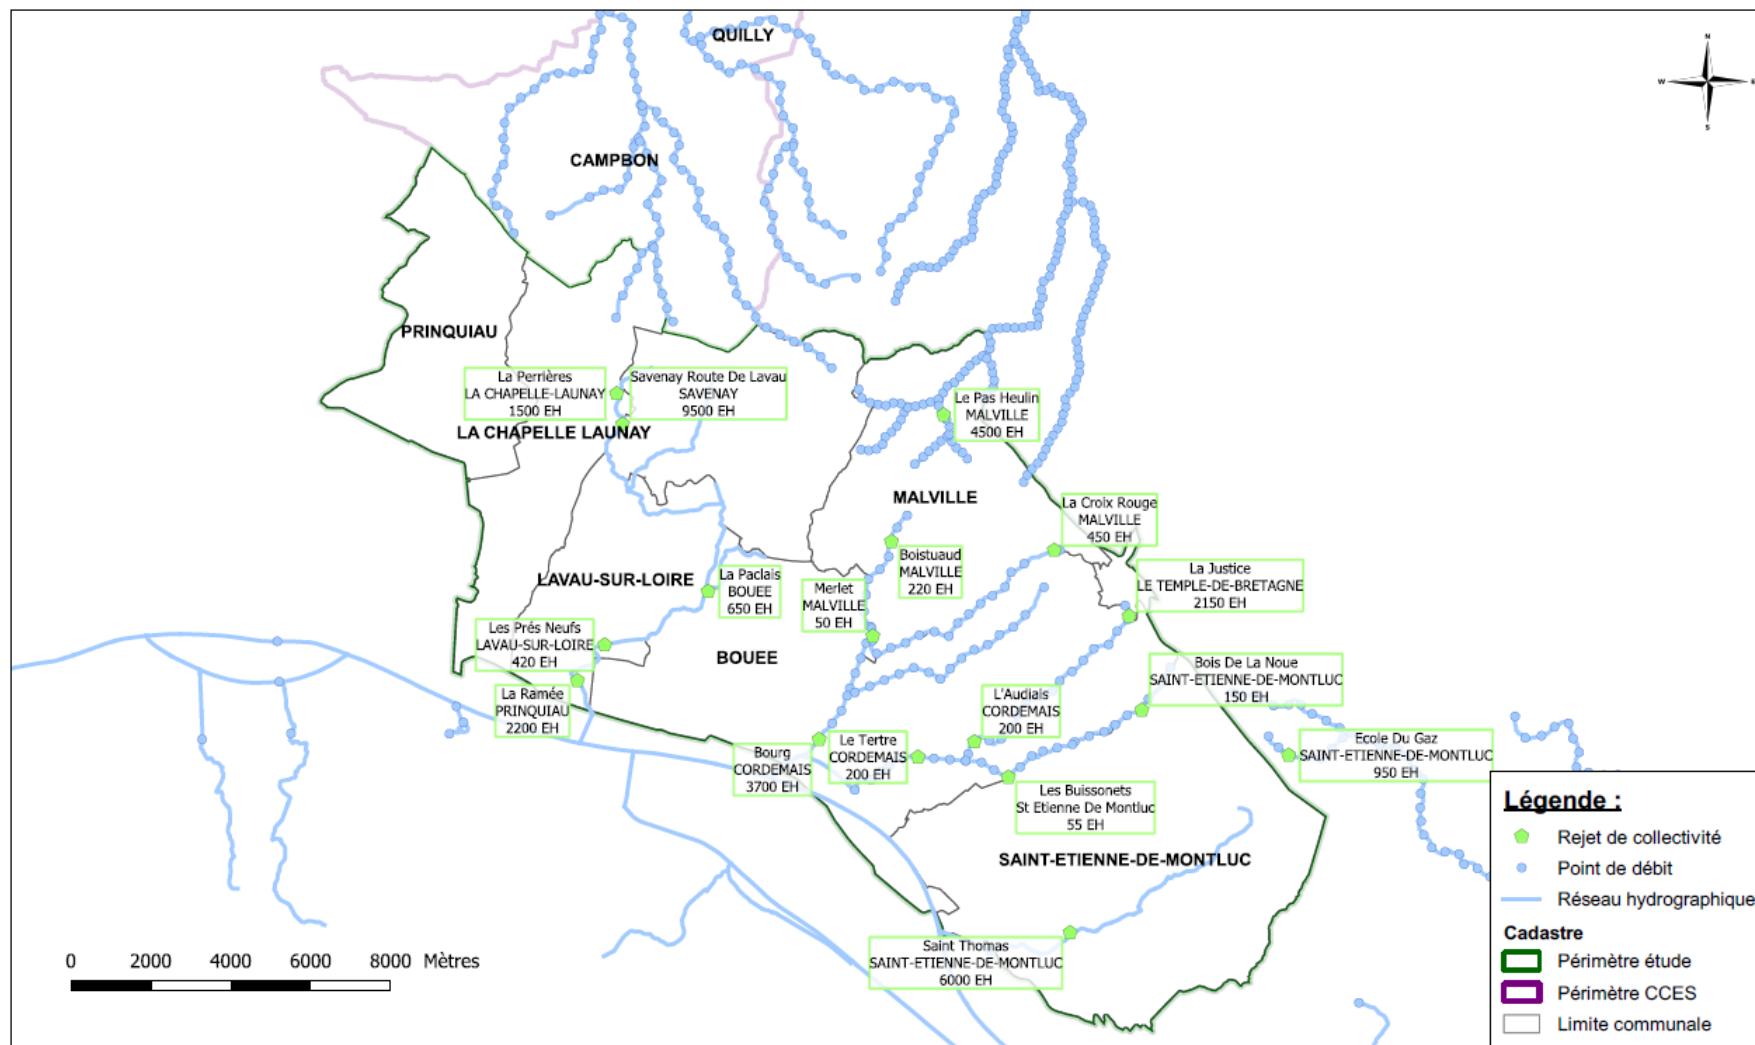 QUILLY
N
W
E
S
CAMPBON
PRINQUIAU
La Perrières
LA CHAPELLE-LAUNAY
1500 EH
Savenay Route De Lavau
SAVENAY
9500 EH
Le Pas Heulin
MALVILLE
4500 EH
LA CHAPELLE LAUNAY
MALVILLE
La Croix Rouge
MALVILLE
450 EH
Boistuaud
MALVILLE
220 EH
La Justice
LE TEMPLE-DE-BRETAGNE
2150 EH
LAVAU-SUR-LOIRE
La Paclais
BOUEE
650 EH
Merlet
MALVILLE
50 EH
Les Prés Neufs
LAVAU-SUR-LOIRE
420 EH
BOUEE
Bois De La Noue
SAINT-ETIENNE-DE-MONTLUC
150 EH
La Ramée
PRINQUIAU
2200 EH
L'Audiais
CORDEMAIS
200 EH
Bourg
CORDEMAIS
3700 EH
Le Tertre
CORDEMAIS
200 EH
Ecole Du Gaz
SAINT-ETIENNE-DE-MONTLUC
950 EH
Les Buissonets
St Etienne De Montluc
55 EH
SAINT-ETIENNE-DE-MONTLUC
Saint Thomas
SAINT-ETIENNE-DE-MONTLUC
6000 EH
0 2000 4000 6000 8000 Mètres
Légende :
Rejet de collectivité
Point de débit
Réseau hydrographique
Cadastre
Périmètre étude
Périmètre CCES
Limite communale